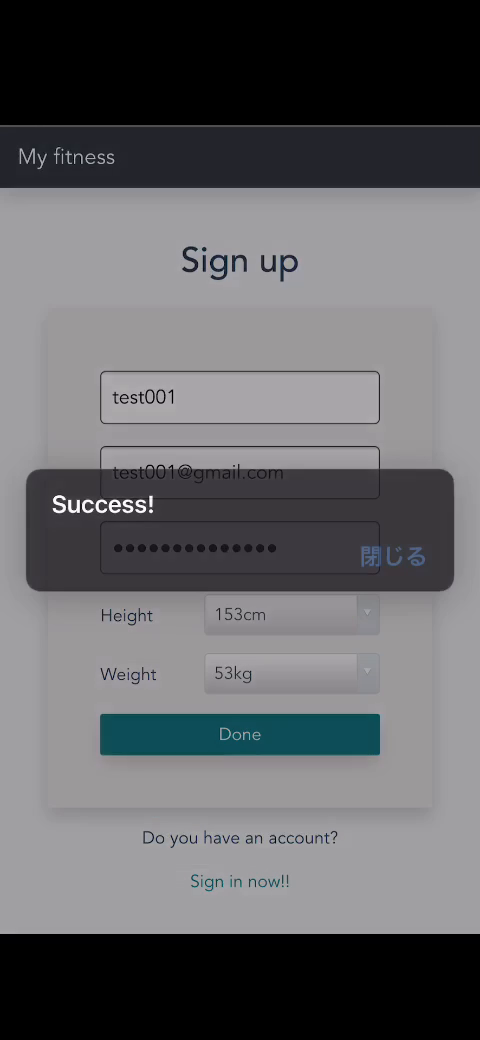 My fitness
Sign up
test001
test001@gmail.com
Success!
••••••••••••••
閉じる
Height 153cm
Weight 53kg
Done
Do you have an account?
Sign in now!!